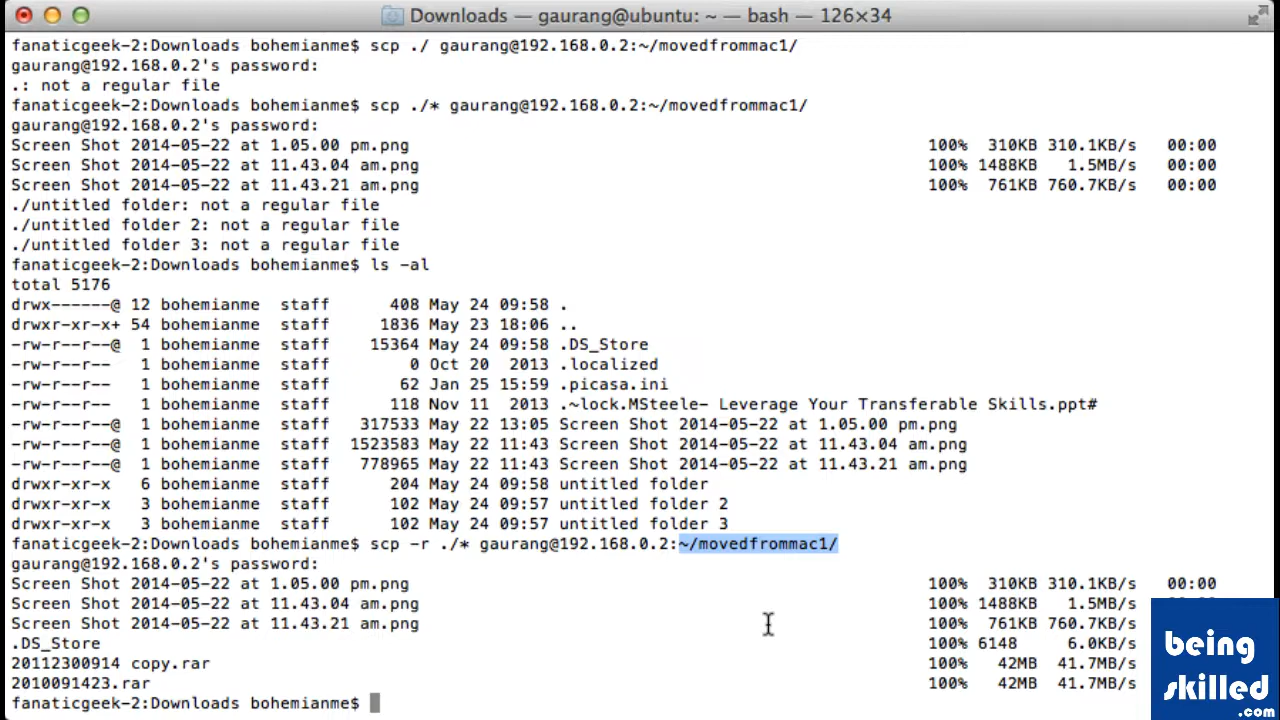 Downloads — gaurang@ubuntu: ~ — bash — 126×34
fanaticgeek-2:Downloads bohemianme$ scp ./ gaurang@192.168.0.2:~/movedfrommac1/
gaurang@192.168.0.2's password:
.: not a regular file
fanaticgeek-2:Downloads bohemianme$ scp ./* gaurang@192.168.0.2:~/movedfrommac1/
gaurang@192.168.0.2's password:
Screen Shot 2014-05-22 at 1.05.00 pm.png 100% 310KB 310.1KB/s 00:00
Screen Shot 2014-05-22 at 11.43.04 am.png 100% 1488KB 1.5MB/s 00:00
Screen Shot 2014-05-22 at 11.43.21 am.png 100% 761KB 760.7KB/s 00:00
./untitled folder: not a regular file
./untitled folder 2: not a regular file
./untitled folder 3: not a regular file
fanaticgeek-2:Downloads bohemianme$ ls -al
total 5176
drwx------@ 12 bohemianme staff 408 May 24 09:58 .
drwxr-xr-x+ 54 bohemianme staff 1836 May 23 18:06 ..
-rw-r--r--@ 1 bohemianme staff 15364 May 24 09:58 .DS_Store
-rw-r--r-- 1 bohemianme staff 0 Oct 20 2013 .localized
-rw-r--r-- 1 bohemianme staff 62 Jan 25 15:59 .picasa.ini
-rw-r--r-- 1 bohemianme staff 118 Nov 11 2013 .~lock.MSteele- Leverage Your Transferable Skills.ppt#
-rw-r--r--@ 1 bohemianme staff 317533 May 22 13:05 Screen Shot 2014-05-22 at 1.05.00 pm.png
-rw-r--r--@ 1 bohemianme staff 1523583 May 22 11:43 Screen Shot 2014-05-22 at 11.43.04 am.png
-rw-r--r--@ 1 bohemianme staff 778965 May 22 11:43 Screen Shot 2014-05-22 at 11.43.21 am.png
drwxr-xr-x 6 bohemianme staff 204 May 24 09:58 untitled folder
drwxr-xr-x 3 bohemianme staff 102 May 24 09:57 untitled folder 2
drwxr-xr-x 3 bohemianme staff 102 May 24 09:57 untitled folder 3
fanaticgeek-2:Downloads bohemianme$ scp -r ./* gaurang@192.168.0.2:~/movedfrommac1/
gaurang@192.168.0.2's password:
Screen Shot 2014-05-22 at 1.05.00 pm.png 100% 310KB 310.1KB/s 00:00
Screen Shot 2014-05-22 at 11.43.04 am.png 100% 1488KB 1.5MB/s
Screen Shot 2014-05-22 at 11.43.21 am.png 100% 761KB 760.7KB/s
.DS_Store 100% 6148 6.0KB/s
20112300914 copy.rar 100% 42MB 41.7MB/s
2010091423.rar 100% 42MB 41.7MB/s
fanaticgeek-2:Downloads bohemianme$
being
skilled
.com